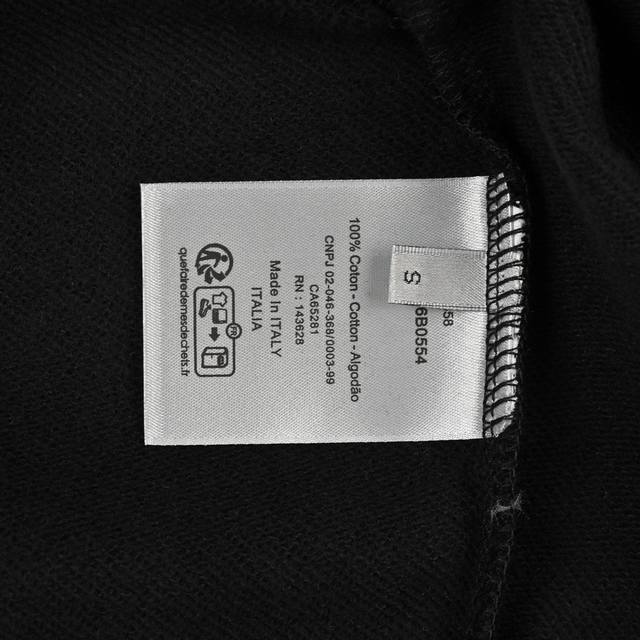 S
58
6B0554
100% Coton - Cotton - Algodão
CNPJ 02-046-368/0003-99
CA65281
RN : 143628
Made In ITALY
ITALIA
FR
quefairedemesdechets.fr